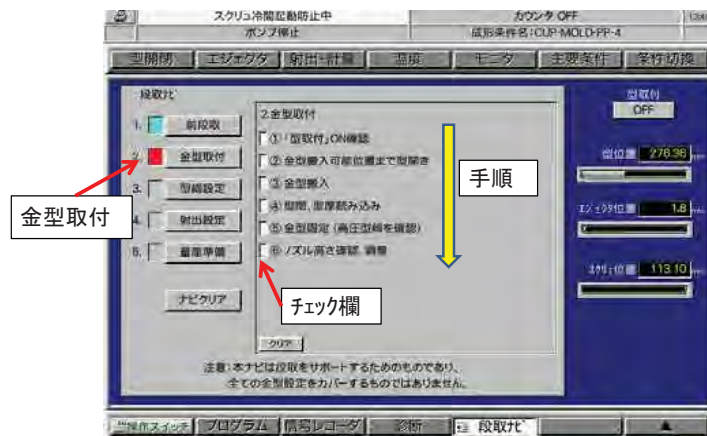 スクリュ冷間起動防止中
カウンタ OFF
ポンプ停止
成形条件名:CUP-MOLD-PP-4
型開閉 エジェクタ 射出・計量 温度 モニタ 主要条件 条件切換
段取ナビ
1. 前段取
2. 金型取付
3. 型締設定
4. 射出設定
5. 量産準備
ナビクリア
2.金型取付
①「型取付」ON確認
② 金型搬入可能位置まで型開き
③ 金型搬入
④ 型閉、型厚読み込み
⑤ 金型固定(高圧型締を確認)
⑥ ノズル高さ確認、調整
クリア
手順
チェック欄
金型取付
型取付
OFF
型位置 276.36 mm
エジェクタ位置 1.8 mm
スクリュ位置 113.10 mm
注意:本ナビは段取をサポートするためのものであり、
全ての金型設定をカバーするものではありません。
操作スイッチ プログラム 信号レコーダ 診断 段取ナビ ▲